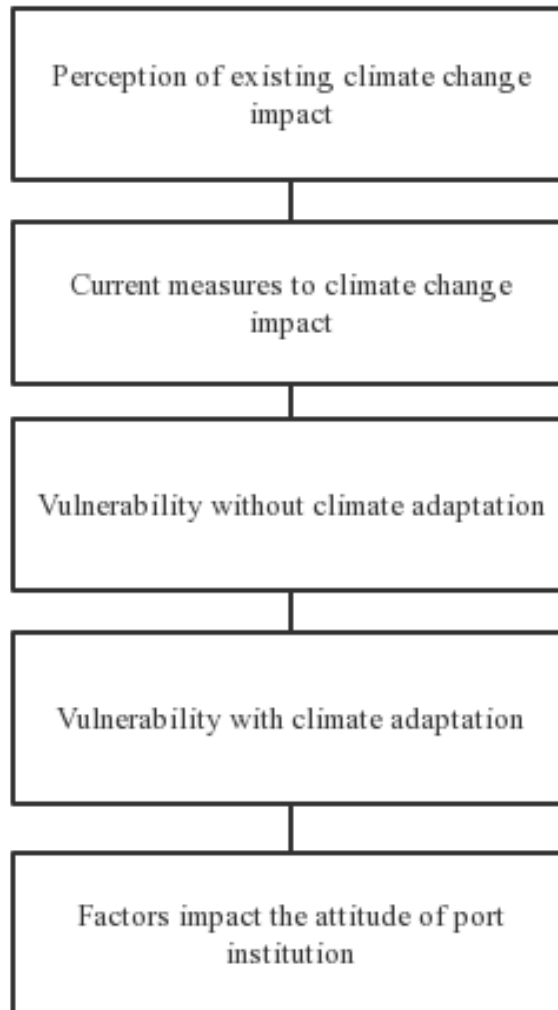 Perception of existing climate change
impact
Current measures to climate change
impact
Vulnerability without climate adaptation
Vulnerability with climate adaptation
Factors impact the attitude of port
institution